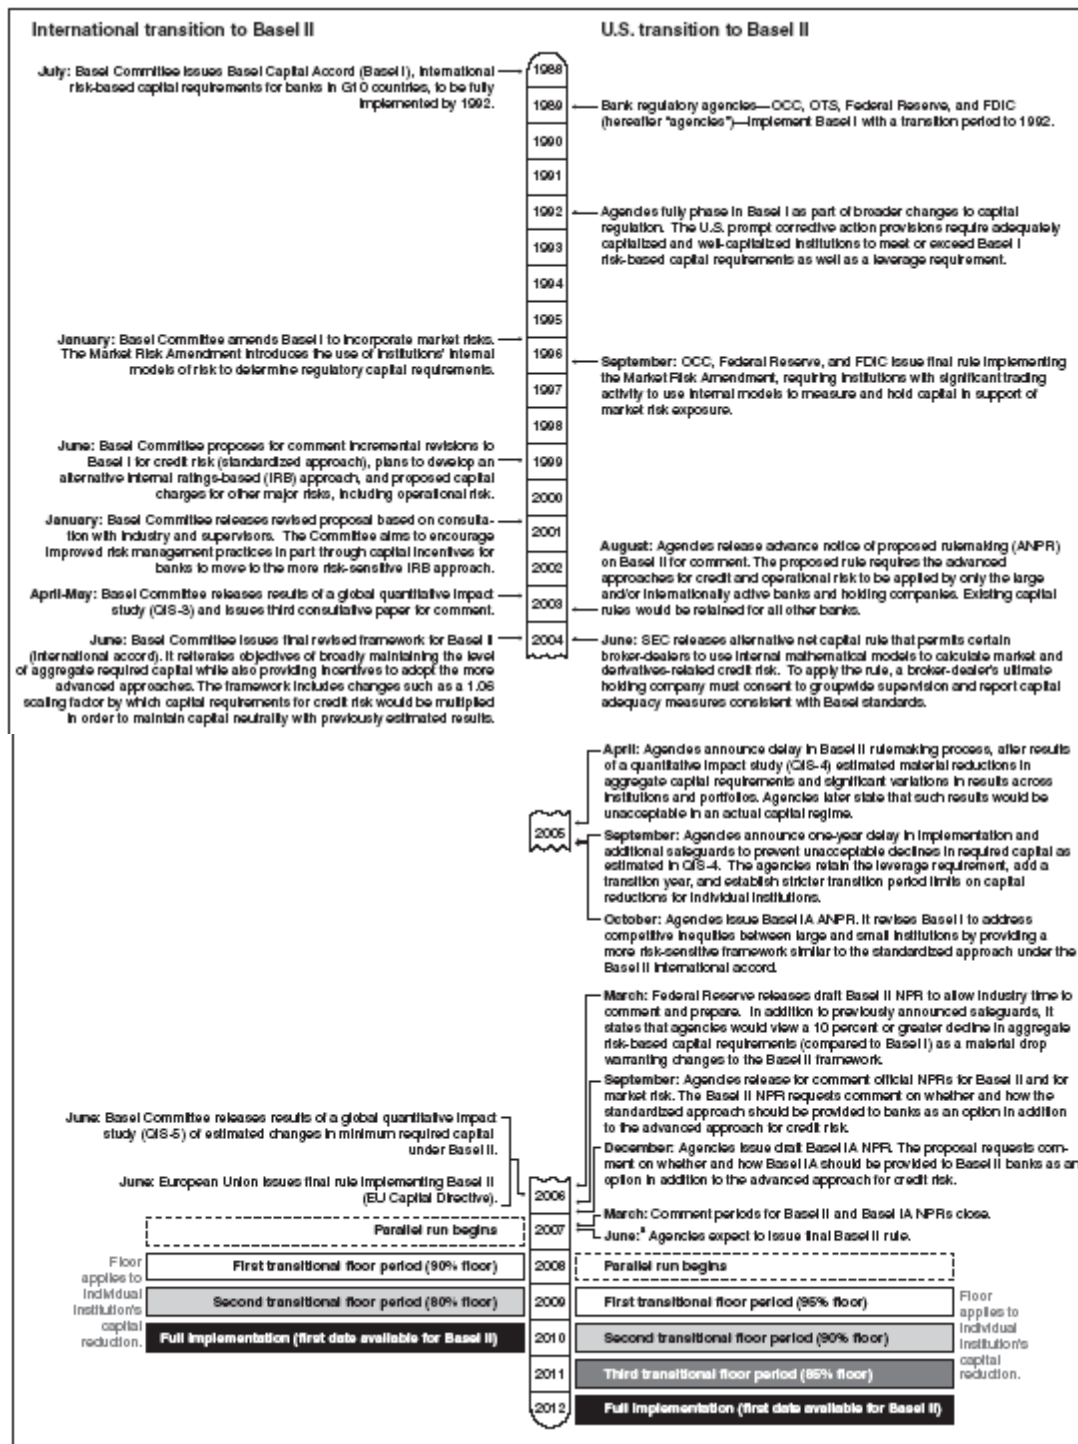 International transition to Basel II
July: Basel Committee issues Basel Capital Accord (Basel I), international
risk-based capital requirements for banks in G10 countries, to be fully
implemented by 1992.
January: Basel Committee amends Basel I to incorporate market risks.
The Market Risk Amendment introduces the use of institutions' internal
models of risk to determine regulatory capital requirements.
June: Basel Committee proposes for comment incremental revisions to
Basel I for credit risk (standardized approach), plans to develop an
alternative internal ratings-based (IRB) approach, and proposed capital
charges for other major risks, including operational risk.
January: Basel Committee releases revised proposal based on consulta-
tion with industry and supervisors. The Committee aims to encourage
improved risk management practices in part through capital incentives for
banks to move to the more risk-sensitive IRB approach.
April-May: Basel Committee releases results of a global quantitative impact
study (QIS-3) and issues third consultative paper for comment.
June: Basel Committee issues final revised framework for Basel II
(international accord). It reiterates objectives of broadly maintaining the level
of aggregate required capital while also providing incentives to adopt the more
advanced approaches. The framework includes changes such as a 1.06
scaling factor by which capital requirements for credit risk would be multiplied
in order to maintain capital neutrality with previously estimated results.
June: Basel Committee releases results of a global quantitative impact
study (QIS-5) of estimated changes in minimum required capital
under Basel II.
June: European Union issues final rule implementing Basel II
(EU Capital Directive).
Parallel run begins
First transitional floor period (90% floor)
Second transitional floor period (80% floor)
Full implementation (first date available for Basel II)
Floor
applies to
individual
institution's
capital
reduction.
1988
1989
1990
1991
1992
1993
1994
1995
1996
1997
1998
1999
2000
2001
2002
2003
2004
2005
2006
2007
2008
2009
2010
2011
2012
U.S. transition to Basel II
Bank regulatory agencies—OCC, OTS, Federal Reserve, and FDIC
(hereafter "agencies")—implement Basel I with a transition period to 1992.
Agencies fully phase in Basel I as part of broader changes to capital
regulation. The U.S. prompt corrective action provisions require adequately
capitalized and well-capitalized institutions to meet or exceed Basel I
risk-based capital requirements as well as a leverage requirement.
September: OCC, Federal Reserve, and FDIC issue final rule implementing
the Market Risk Amendment, requiring institutions with significant trading
activity to use internal models to measure and hold capital in support of
market risk exposure.
August: Agencies release advance notice of proposed rulemaking (ANPR)
on Basel II for comment. The proposed rule requires the advanced
approaches for credit and operational risk to be applied by only the large
and/or internationally active banks and holding companies. Existing capital
rules would be retained for all other banks.
June: SEC releases alternative net capital rule that permits certain
broker-dealers to use internal mathematical models to calculate market and
derivatives-related credit risk. To apply the rule, a broker-dealer's ultimate
holding company must consent to groupwide supervision and report capital
adequacy measures consistent with Basel standards.
April: Agencies announce delay in Basel II rulemaking process, after results
of a quantitative impact study (QIS-4) estimated material reductions in
aggregate capital requirements and significant variations in results across
institutions and portfolios. Agencies later state that such results would be
unacceptable in an actual capital regime.
September: Agencies announce one-year delay in implementation and
additional safeguards to prevent unacceptable declines in required capital as
estimated in QIS-4. The agencies retain the leverage requirement, add a
transition year, and establish stricter transition period limits on capital
reductions for individual institutions.
October: Agencies issue Basel IA ANPR. It revises Basel I to address
competitive inequities between large and small institutions by providing a
more risk-sensitive framework similar to the standardized approach under the
Basel II international accord.
March: Federal Reserve releases draft Basel II NPR to allow industry time to
comment and prepare. In addition to previously announced safeguards, it
states that agencies would view a 10 percent or greater decline in aggregate
risk-based capital requirements (compared to Basel I) as a material drop
warranting changes to the Basel II framework.
September: Agencies release for comment official NPRs for Basel II and for
market risk. The Basel II NPR requests comment on whether and how the
standardized approach should be provided to banks as an option in addition
to the advanced approach for credit risk.
December: Agencies issue draft Basel IA NPR. The proposal requests com-
ment on whether and how Basel IA should be provided to Basel II banks as an
option in addition to the advanced approach for credit risk.
March: Comment periods for Basel II and Basel IA NPRs close.
June:ª Agencies expect to issue final Basel II rule.
Parallel run begins
First transitional floor period (95% floor)
Second transitional floor period (90% floor)
Third transitional floor period (85% floor)
Full implementation (first date available for Basel II)
Floor
applies to
individual
institution's
capital
reduction.